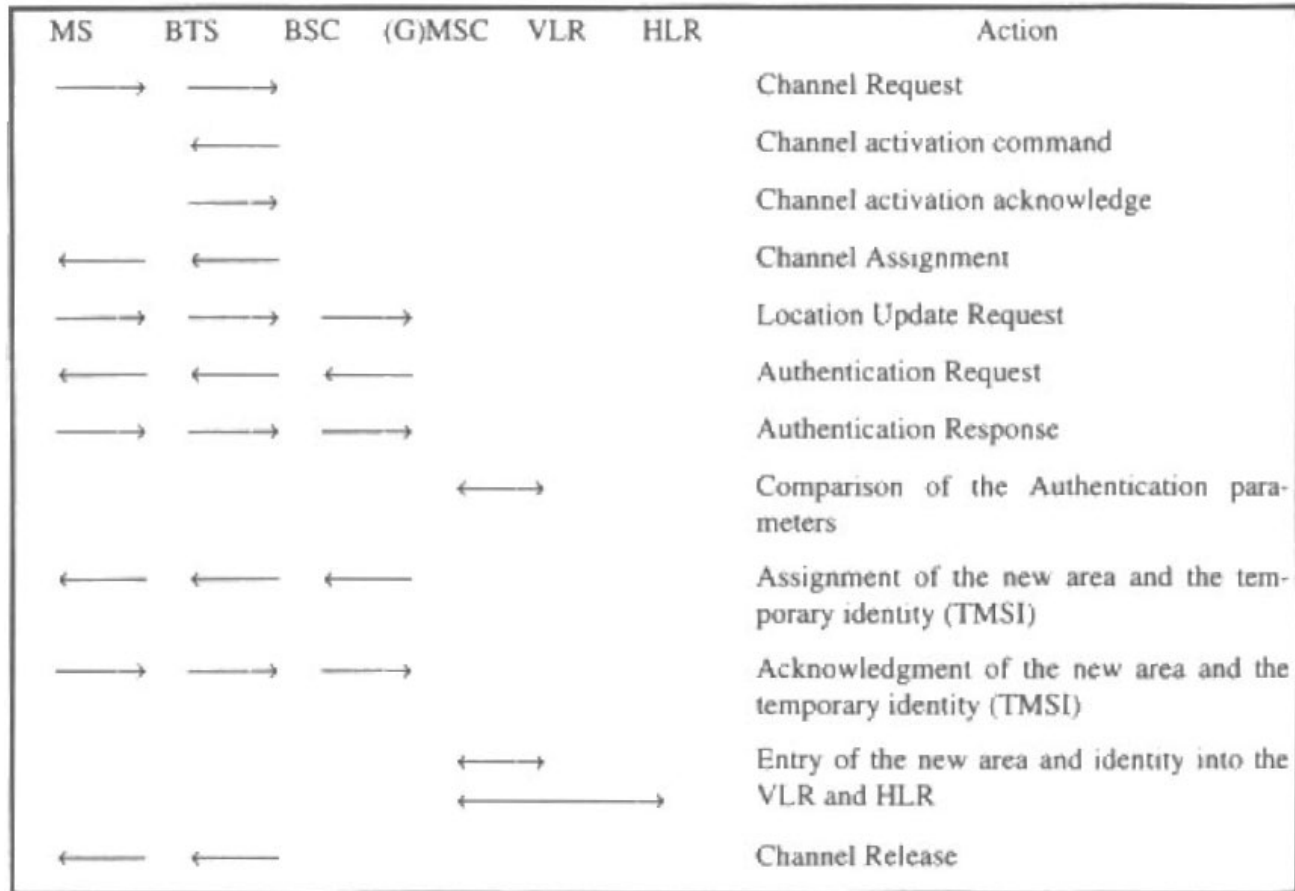 MS BTS BSC (G)MSC VLR HLR Action
Channel Request
Channel activation command
Channel activation acknowledge
Channel Assignment
Location Update Request
Authentication Request
Authentication Response
Comparison of the Authentication para-
meters
Assignment of the new area and the tem-
porary identity (TMSI)
Acknowledgment of the new area and the
temporary identity (TMSI)
Entry of the new area and identity into the
VLR and HLR
Channel Release